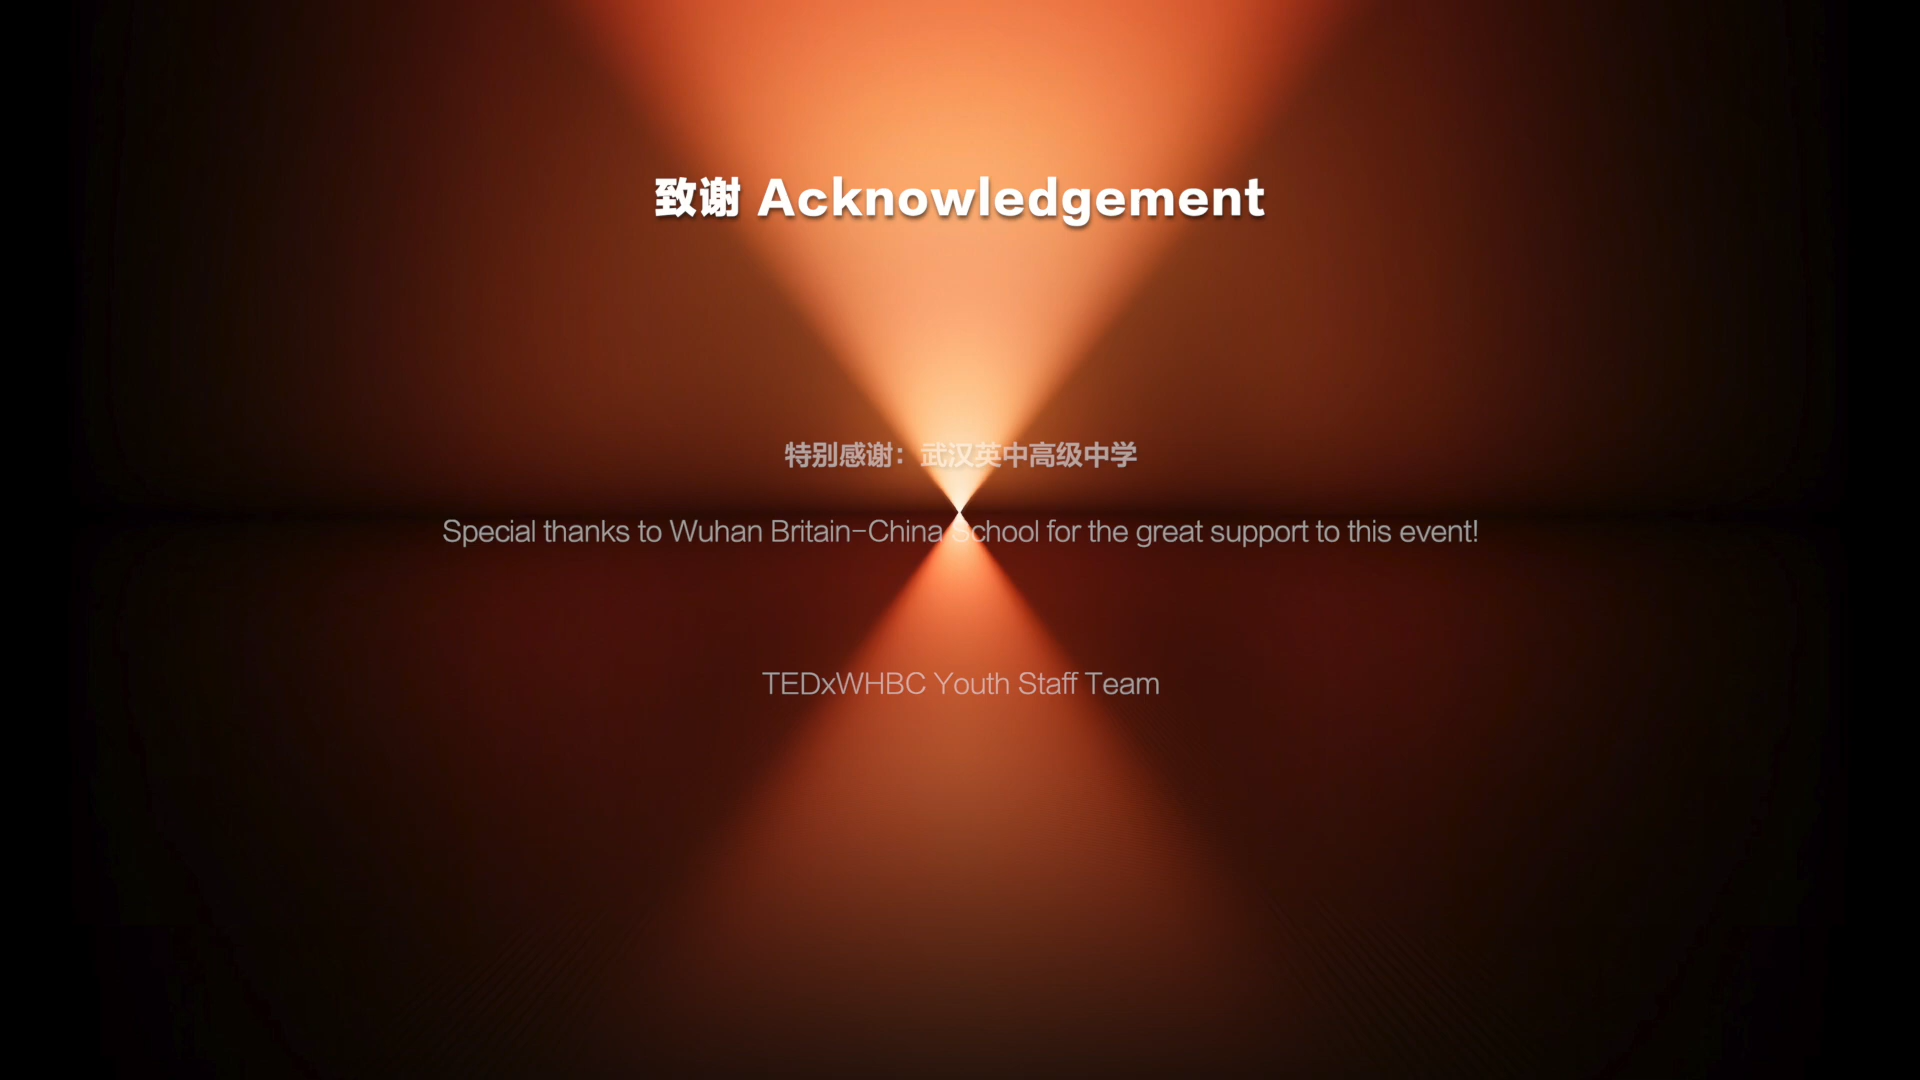 致谢 Acknowledgement
特别感谢：武汉英中高级中学
Special thanks to Wuhan Britain-China School for the great support to this event!
TEDxWHBC Youth Staff Team